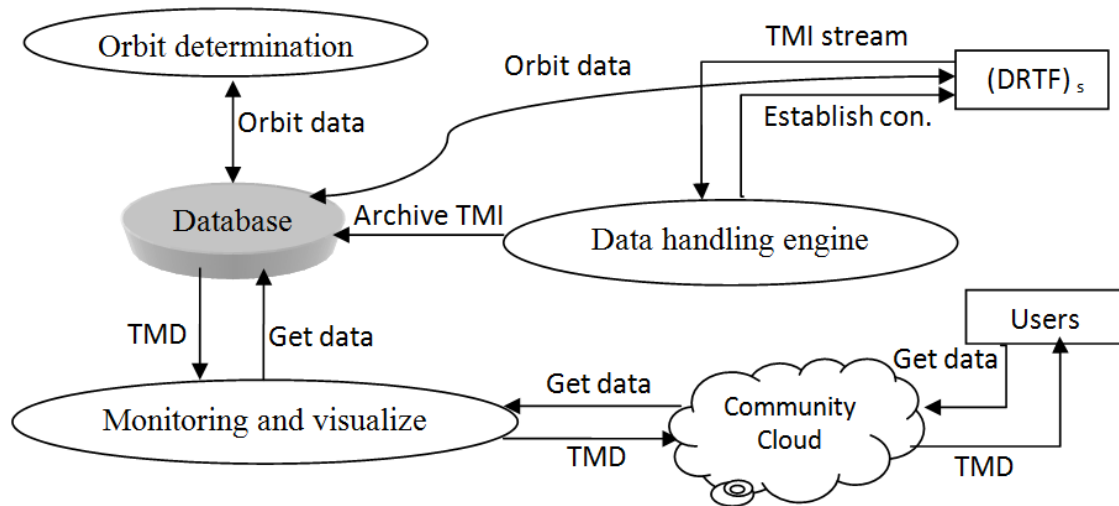 Orbit determination
TMI stream
Orbit data
(DRTF) s
Establish con.
Orbit data
Database
Archive TMI
Data handling engine
TMD
Get data
Users
Get data
Get data
Monitoring and visualize
Community
Cloud
TMD
TMD